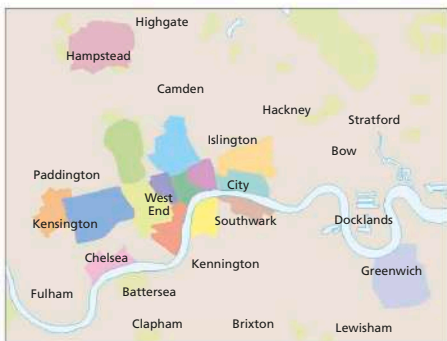 Highgate
Hampstead
Camden
Hackney
Stratford
Islington
Bow
Paddington
West
End
City
Kensington
Southwark
Docklands
Chelsea
Kennington
Greenwich
Fulham
Battersea
Clapham
Brixton
Lewisham